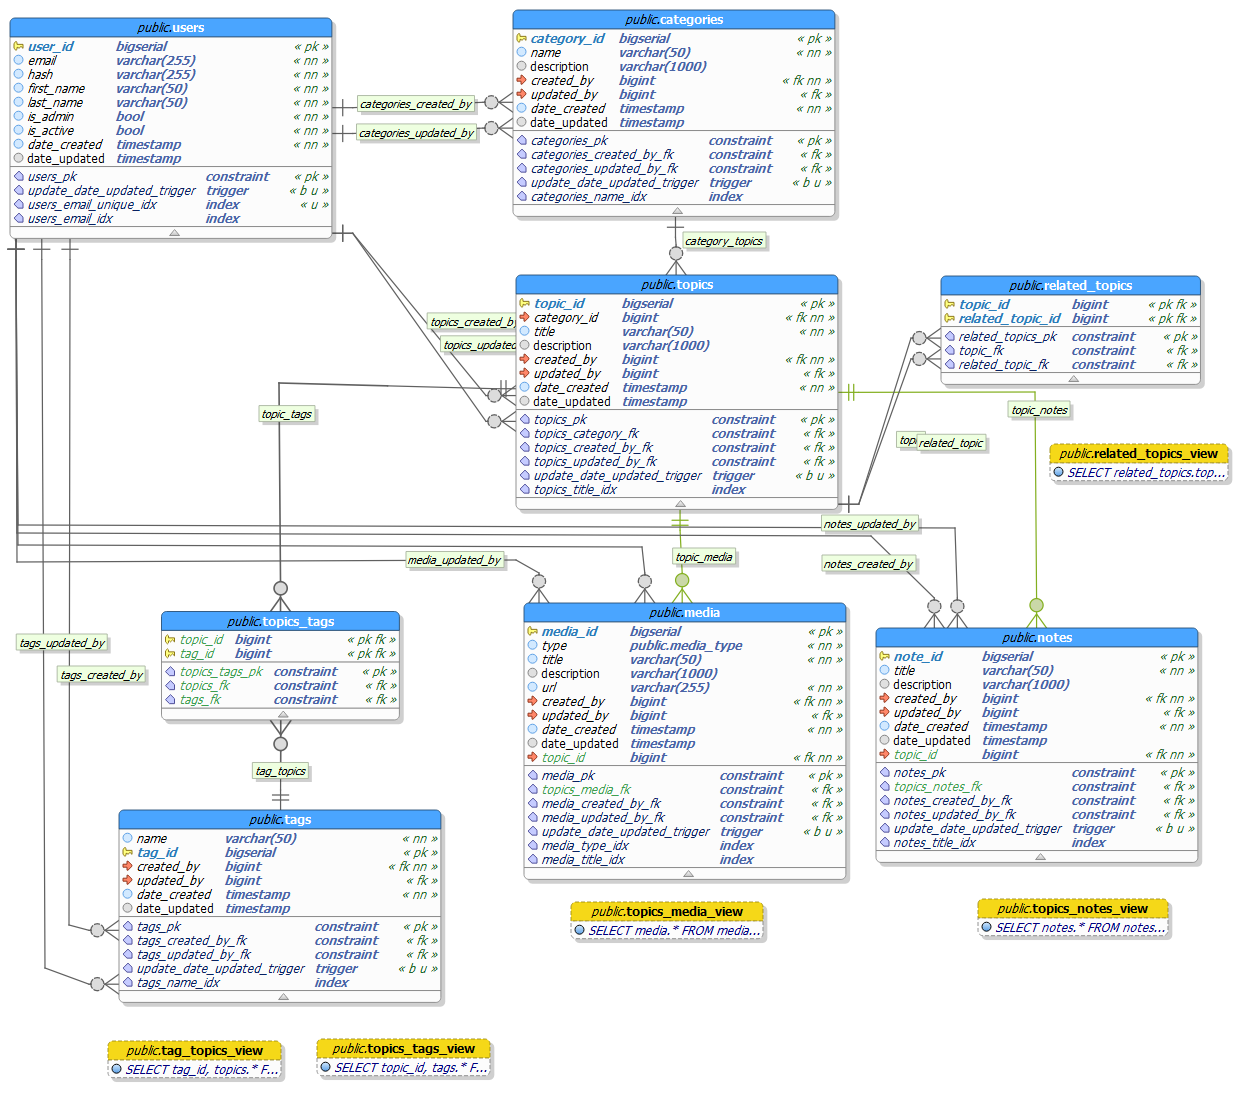 public.users
user_id bigserial « pk »
email varchar(255) « nn »
hash varchar(255) « nn »
first_name varchar(50) « nn »
last_name varchar(50) « nn »
is_admin bool « nn »
is_active bool « nn »
date_created timestamp « nn »
date_updated timestamp
users_pk constraint « pk »
update_date_updated_trigger trigger « b u »
users_email_unique_idx index « u »
users_email_idx index
categories_created_by
categories_updated_by
public.categories
category_id bigserial « pk »
name varchar(50) « nn »
description varchar(1000)
created_by bigint « fk nn »
updated_by bigint « fk »
date_created timestamp « nn »
date_updated timestamp
categories_pk constraint « pk »
categories_created_by_fk constraint « fk »
categories_updated_by_fk constraint « fk »
update_date_updated_trigger trigger « b u »
categories_name_idx index
category_topics
public.topics
topic_id bigserial « pk »
category_id bigint « fk nn »
title varchar(50) « nn »
description varchar(1000)
created_by bigint « fk nn »
updated_by bigint « fk »
date_created timestamp « nn »
date_updated timestamp
topics_pk constraint « pk »
topics_category_fk constraint « fk »
topics_created_by_fk constraint « fk »
topics_updated_by_fk constraint « fk »
update_date_updated_trigger trigger « b u »
topics_title_idx index
topics_created_by
topics_updated
public.related_topics
topic_id bigint « pk fk »
related_topic_id bigint « pk fk »
related_topics_pk constraint « pk »
topic_fk constraint « fk »
related_topic_fk constraint « fk »
topic_tags
topic_notes
related_topic
public.related_topics_view
SELECT related_topics.top...
notes_updated_by
notes_created_by
media_updated_by
topic_media
public.topics_tags
topic_id bigint « pk fk »
tag_id bigint « pk fk »
topics_tags_pk constraint « pk »
topics_fk constraint « fk »
tags_fk constraint « fk »
tags_updated_by
tags_created_by
tag_topics
public.media
media_id bigserial « pk »
type public.media_type « nn »
title varchar(50) « nn »
description varchar(1000)
url varchar(255) « nn »
created_by bigint « fk nn »
updated_by bigint « fk »
date_created timestamp « nn »
date_updated timestamp
topic_id bigint « fk nn »
media_pk constraint « pk »
topics_media_fk constraint « fk »
media_created_by_fk constraint « fk »
media_updated_by_fk constraint « fk »
update_date_updated_trigger trigger « b u »
media_type_idx index
media_title_idx index
public.notes
note_id bigserial « pk »
title varchar(50) « nn »
description varchar(1000)
created_by bigint « fk nn »
updated_by bigint « fk »
date_created timestamp « nn »
date_updated timestamp
topic_id bigint « fk nn »
notes_pk constraint « pk »
topics_notes_fk constraint « fk »
notes_created_by_fk constraint « fk »
notes_updated_by_fk constraint « fk »
update_date_updated_trigger trigger « b u »
notes_title_idx index
public.tags
name varchar(50) « nn »
tag_id bigserial « pk »
created_by bigint « fk nn »
updated_by bigint « fk »
date_created timestamp « nn »
date_updated timestamp
tags_pk constraint « pk »
tags_created_by_fk constraint « fk »
tags_updated_by_fk constraint « fk »
update_date_updated_trigger trigger « b u »
tags_name_idx index
public.topics_media_view
SELECT media.* FROM media...
public.topics_notes_view
SELECT notes.* FROM notes...
public.tag_topics_view
SELECT tag_id, topics.* F...
public.topics_tags_view
SELECT topic_id, tags.* F...